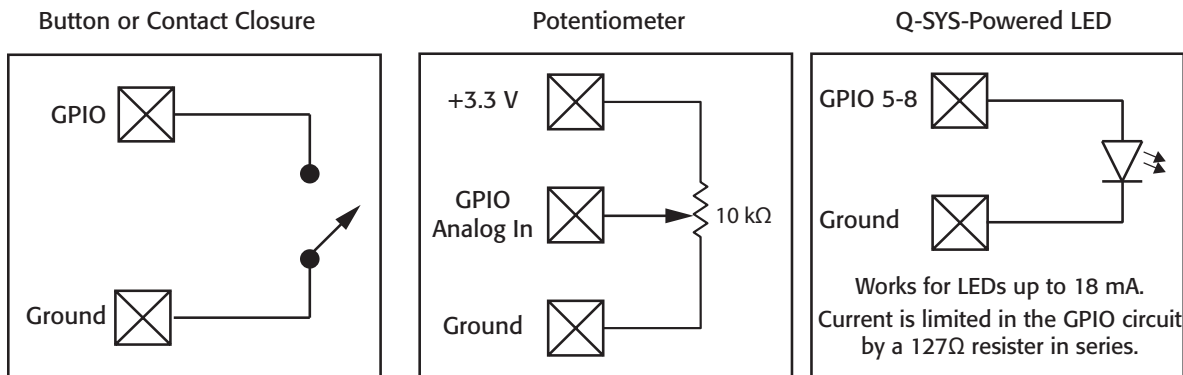 Button or Contact Closure
GPIO
Ground
Potentiometer
+3.3 V
GPIO
Analog In
10 kΩ
Ground
Q-SYS-Powered LED
GPIO 5-8
Ground
Works for LEDs up to 18 mA.
Current is limited in the GPIO circuit
by a 127Ω resister in series.